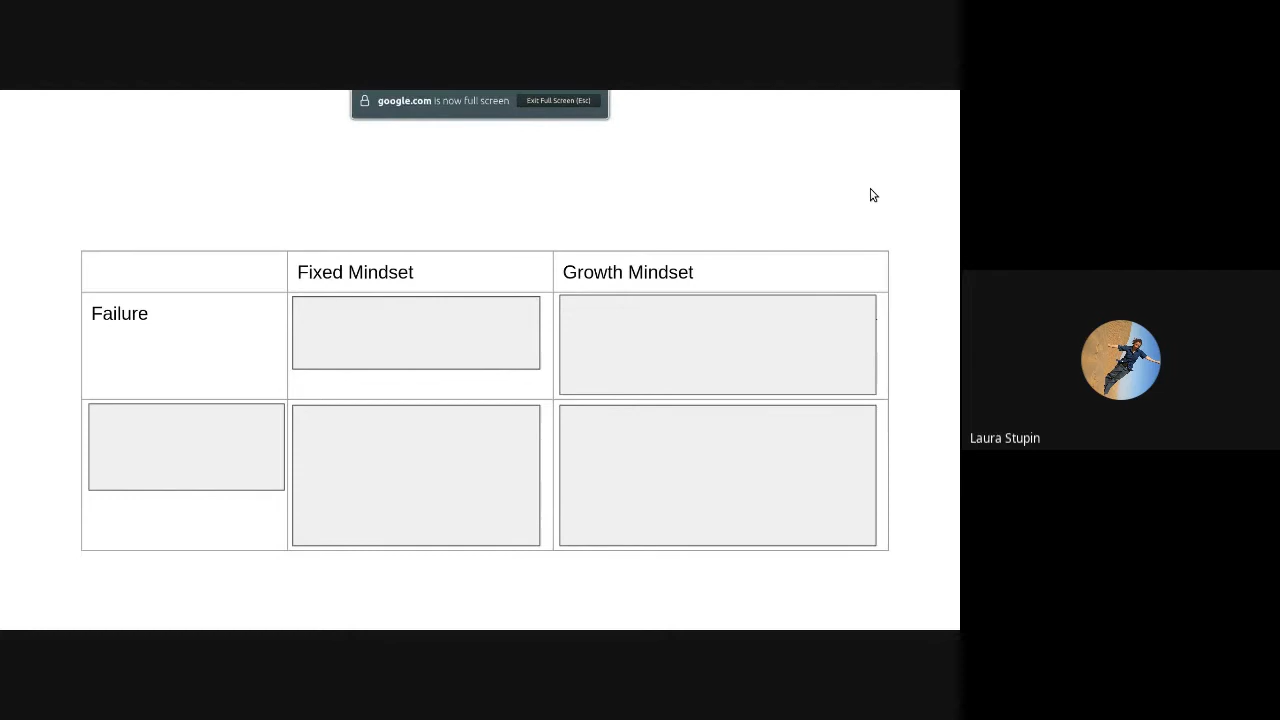 google.com is now full screen Exit Full Screen (Esc)
Fixed Mindset Growth Mindset
Failure
Laura Stupin